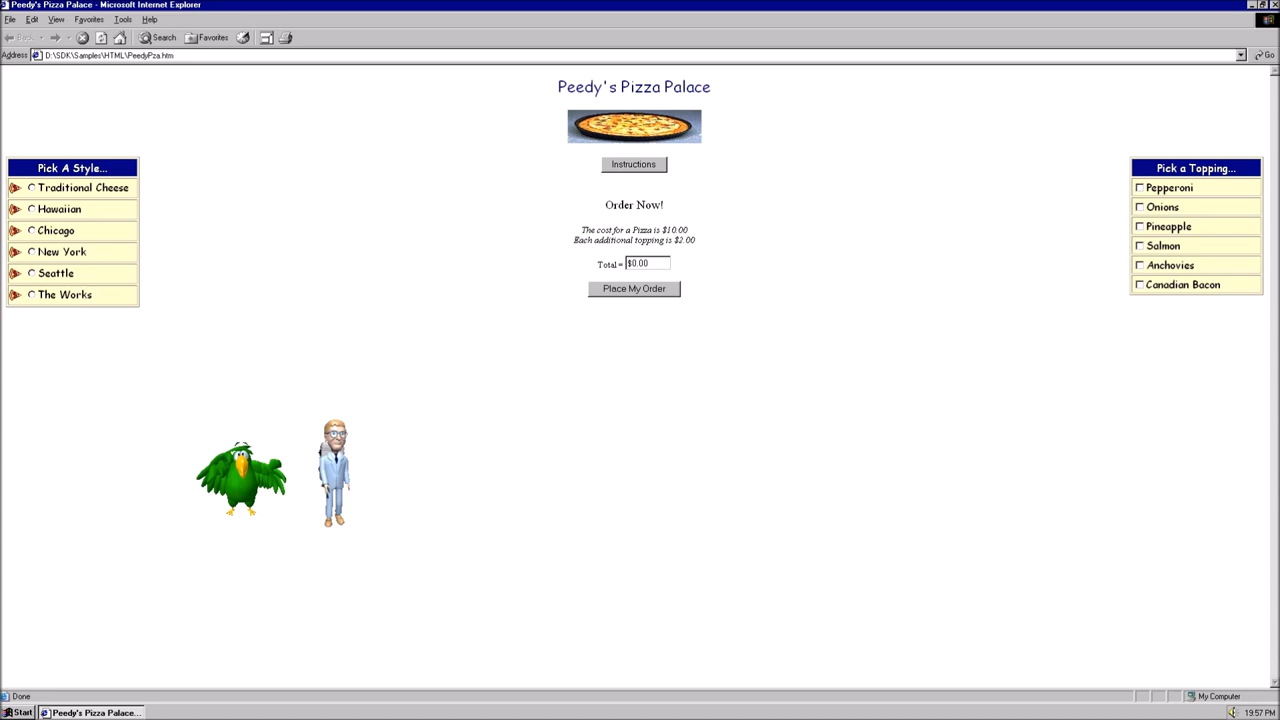 Peedy's Pizza Palace - Microsoft Internet Explorer
File Edit View Favorites Tools Help
Back Search Favorites
Address D:\SDK\Samples\HTML\PeedyPza.htm Go
Peedy's Pizza Palace
Instructions
Pick A Style...
Traditional Cheese
Hawaiian
Chicago
New York
Seattle
The Works
Order Now!
The cost for a Pizza is $10.00
Each additional topping is $2.00
Total = $0.00
Place My Order
Pick a Topping...
Pepperoni
Onions
Pineapple
Salmon
Anchovies
Canadian Bacon
Done My Computer
Start Peedy's Pizza Palace... 19:57 PM